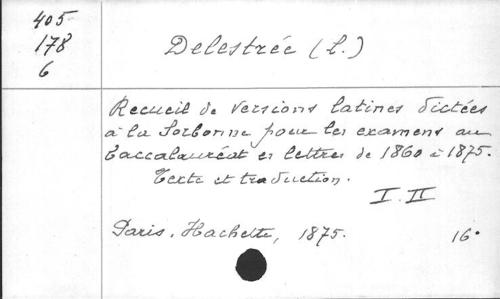 405
178
6
Delestrée (L.)
Recueil de versions latines dictées
à la Sorbonne pour les examens au
baccalauréat es lettres de 1860 à 1875.
Texte et traduction.
I. II
Paris, Hachette, 1875. 16°